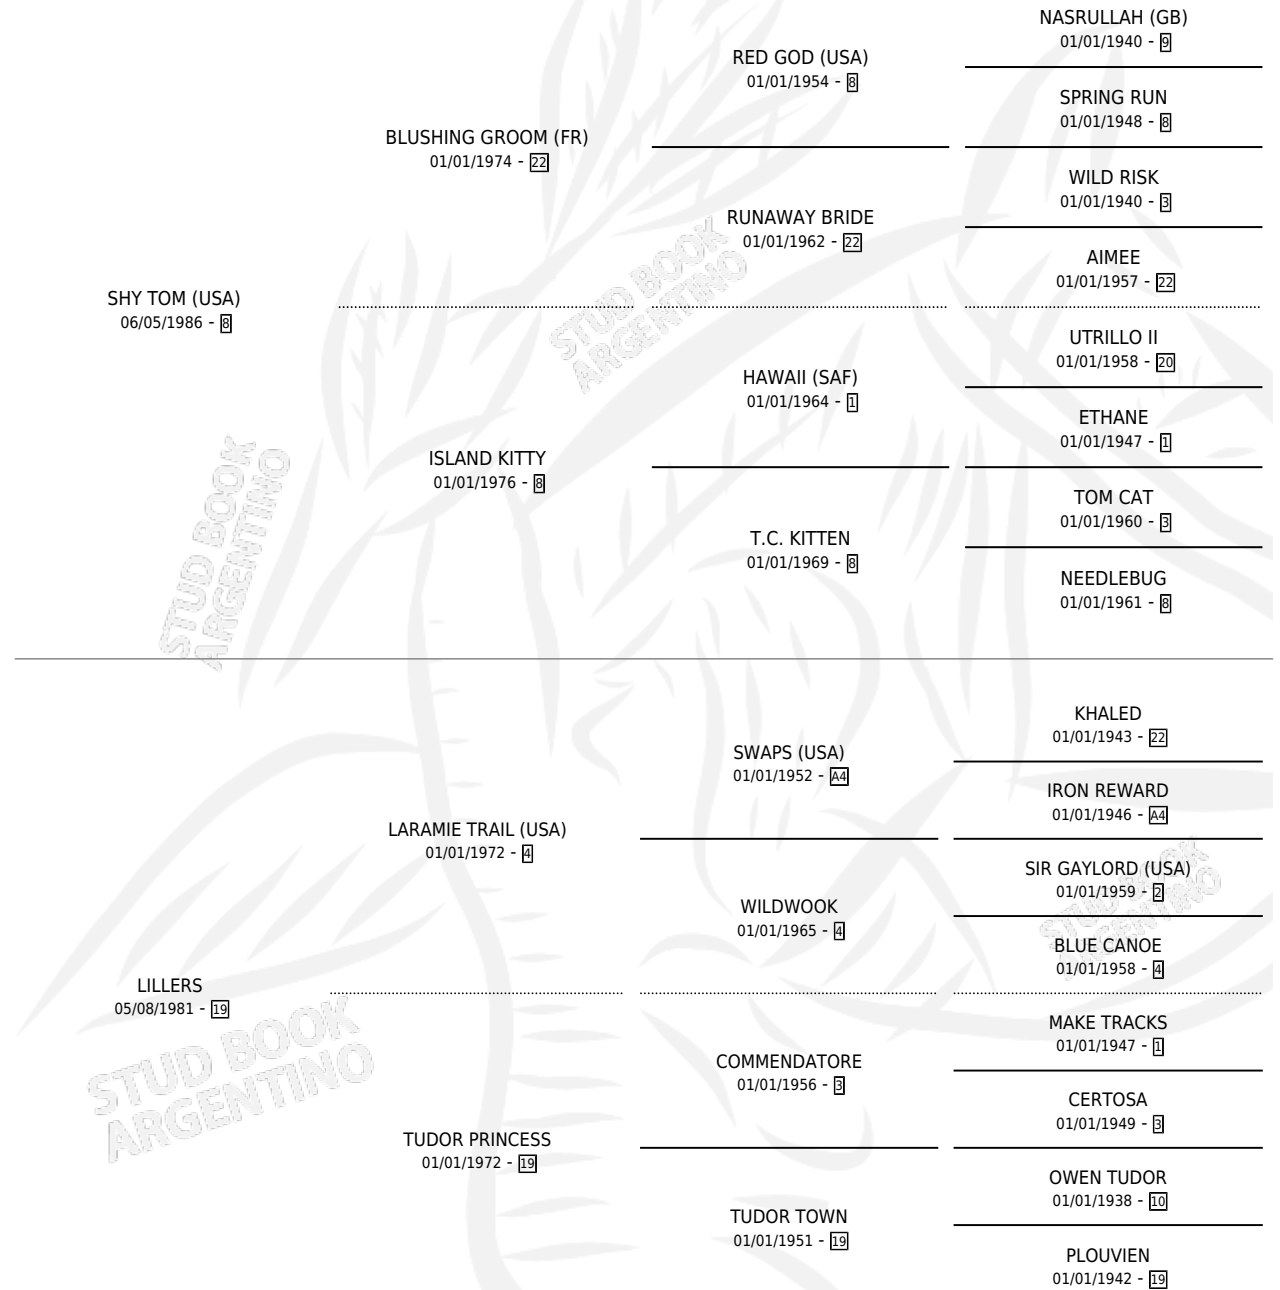 NASRULLAH (GB)
01/01/1940 - 9
RED GOD (USA)
01/01/1954 - 8
SPRING RUN
01/01/1948 - 8
BLUSHING GROOM (FR)
01/01/1974 - 22
WILD RISK
01/01/1940 - 3
RUNAWAY BRIDE
01/01/1962 - 22
AIMEE
01/01/1957 - 22
SHY TOM (USA)
06/05/1986 - 8
UTRILLO II
01/01/1958 - 20
HAWAII (SAF)
01/01/1964 - 1
ETHANE
01/01/1947 - 1
ISLAND KITTY
01/01/1976 - 8
TOM CAT
01/01/1960 - 3
T.C. KITTEN
01/01/1969 - 8
NEEDLEBUG
01/01/1961 - 8
KHALED
01/01/1943 - 22
SWAPS (USA)
01/01/1952 - A4
IRON REWARD
01/01/1946 - A4
LARAMIE TRAIL (USA)
01/01/1972 - 4
SIR GAYLORD (USA)
01/01/1959 - 2
WILDWOOK
01/01/1965 - 4
BLUE CANOE
01/01/1958 - 4
LILLERS
05/08/1981 - 19
MAKE TRACKS
01/01/1947 - 1
COMMENDATORE
01/01/1956 - 3
CERTOSA
01/01/1949 - 3
TUDOR PRINCESS
01/01/1972 - 19
OWEN TUDOR
01/01/1938 - 10
TUDOR TOWN
01/01/1951 - 19
PLOUVIEN
01/01/1942 - 19
STUD BOOK
ARGENTINO
STUD BOOK
ARGENTINO
STUD BOOK
ARGENTINO
STUD BOOK
ARGENTINO